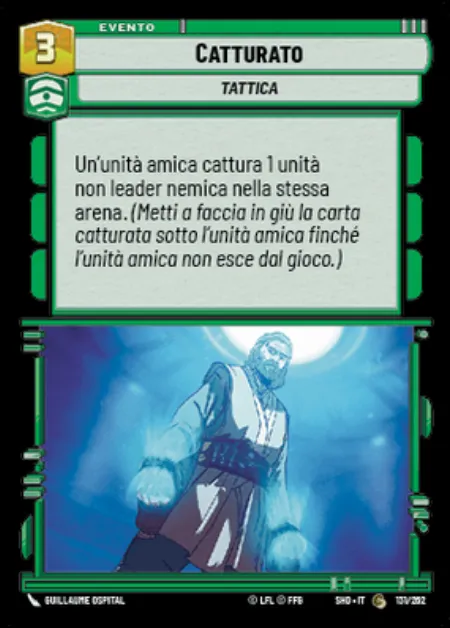 EVENTO
3
CATTURATO
TATTICA
Un'unità amica cattura 1 unità
non leader nemica nella stessa
arena. (Metti a faccia in giù la carta
catturata sotto l'unità amica finché
l'unità amica non esce dal gioco.)
GUILLAUME OSPITAL
© LFL © FFG
SHD • IT
C
131/262